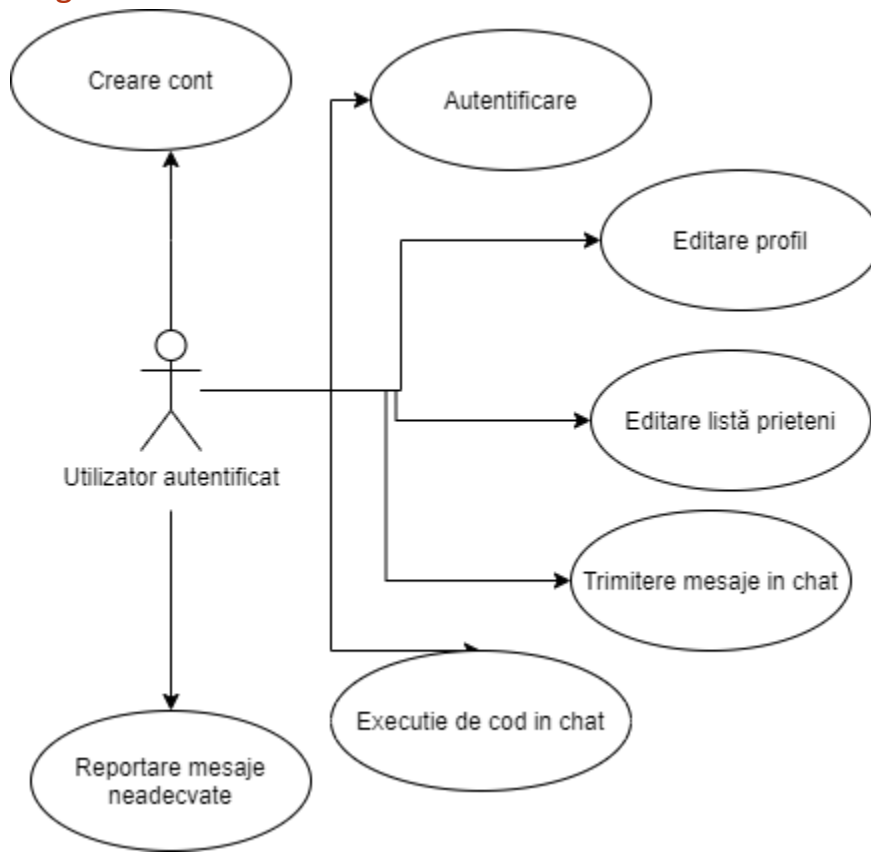 Creare cont
Autentificare
Editare profil
Editare listă prieteni
Utilizator autentificat
Trimitere mesaje in chat
Executie de cod in chat
Reportare mesaje
neadecvate